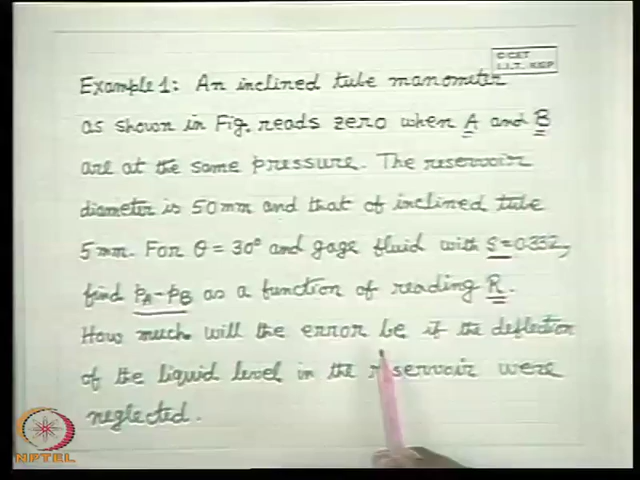 © CET
I.I.T. KGP
Example 1: An inclined tube manometer
as shown in Fig. reads zero when A and B
are at the same pressure. The reservoir
diameter is 50 mm and that of inclined tube
5 mm. For θ = 30° and gage fluid with S = 0.332,
find pA - pB as a function of reading R.
How much will the error be if the deflection
of the liquid level in the reservoir were
neglected.
NPTEL